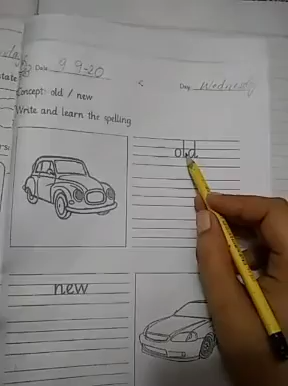 Date 9-9-20
Day Wednesday
Concept: old / new
Write and learn the spelling
old
new